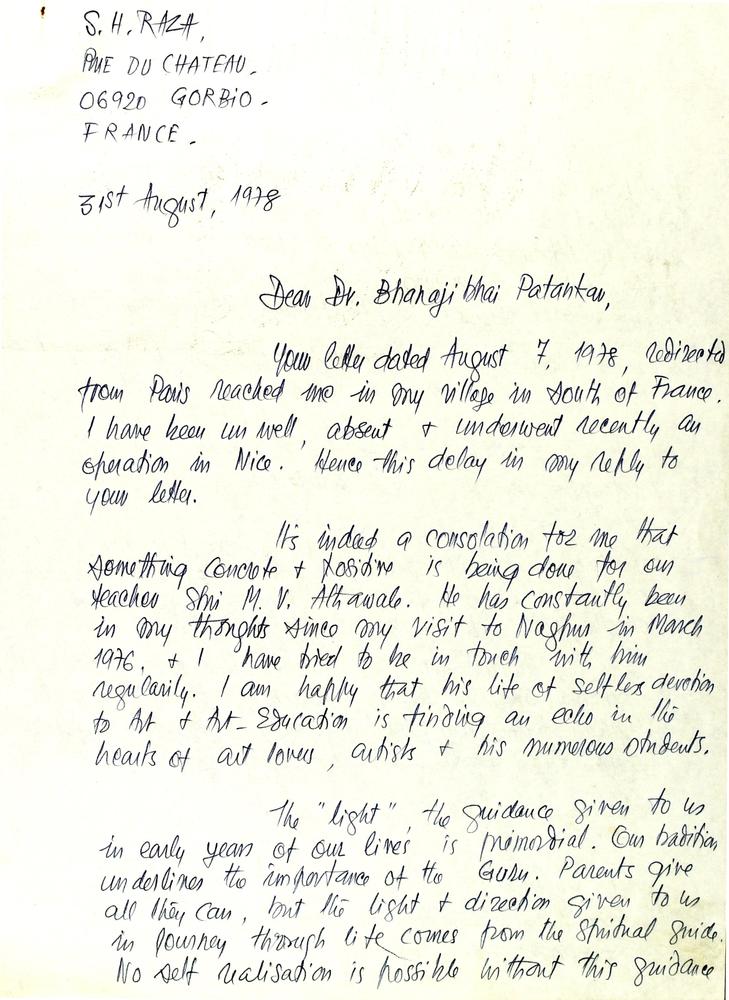 S. H. RAZA,
RUE DU CHATEAU.
06920 GORBIO.
FRANCE.
31st August, 1978
Dear Dr. Bhanajibhai Patankar,
Your letter dated August 7, 1978, redirected
from Paris reached me in my village in south of France.
I have been un well, absent + underwent recently an
operation in Nice. Hence this delay in my reply to
your letter.
It's indeed a consolation for me that
something concrete + positive is being done for our
teacher Shri M. V. Athawale. He has constantly been
in my thoughts since my visit to Nagpur in March
1976, + I have tried to be in touch with him
regularily. I am happy that his life of selfless devotion
to Art + Art-Education is finding an echo in the
hearts of art lovers, artists + his numerous students.
The "light", the guidance given to us
in early years of our lives is primordial. Our tradition
underlines the importance of the Guru. Parents give
all they can, but the light + direction given to us
in journey through life comes from the spiritual guide.
No self realisation is possible without this guidance